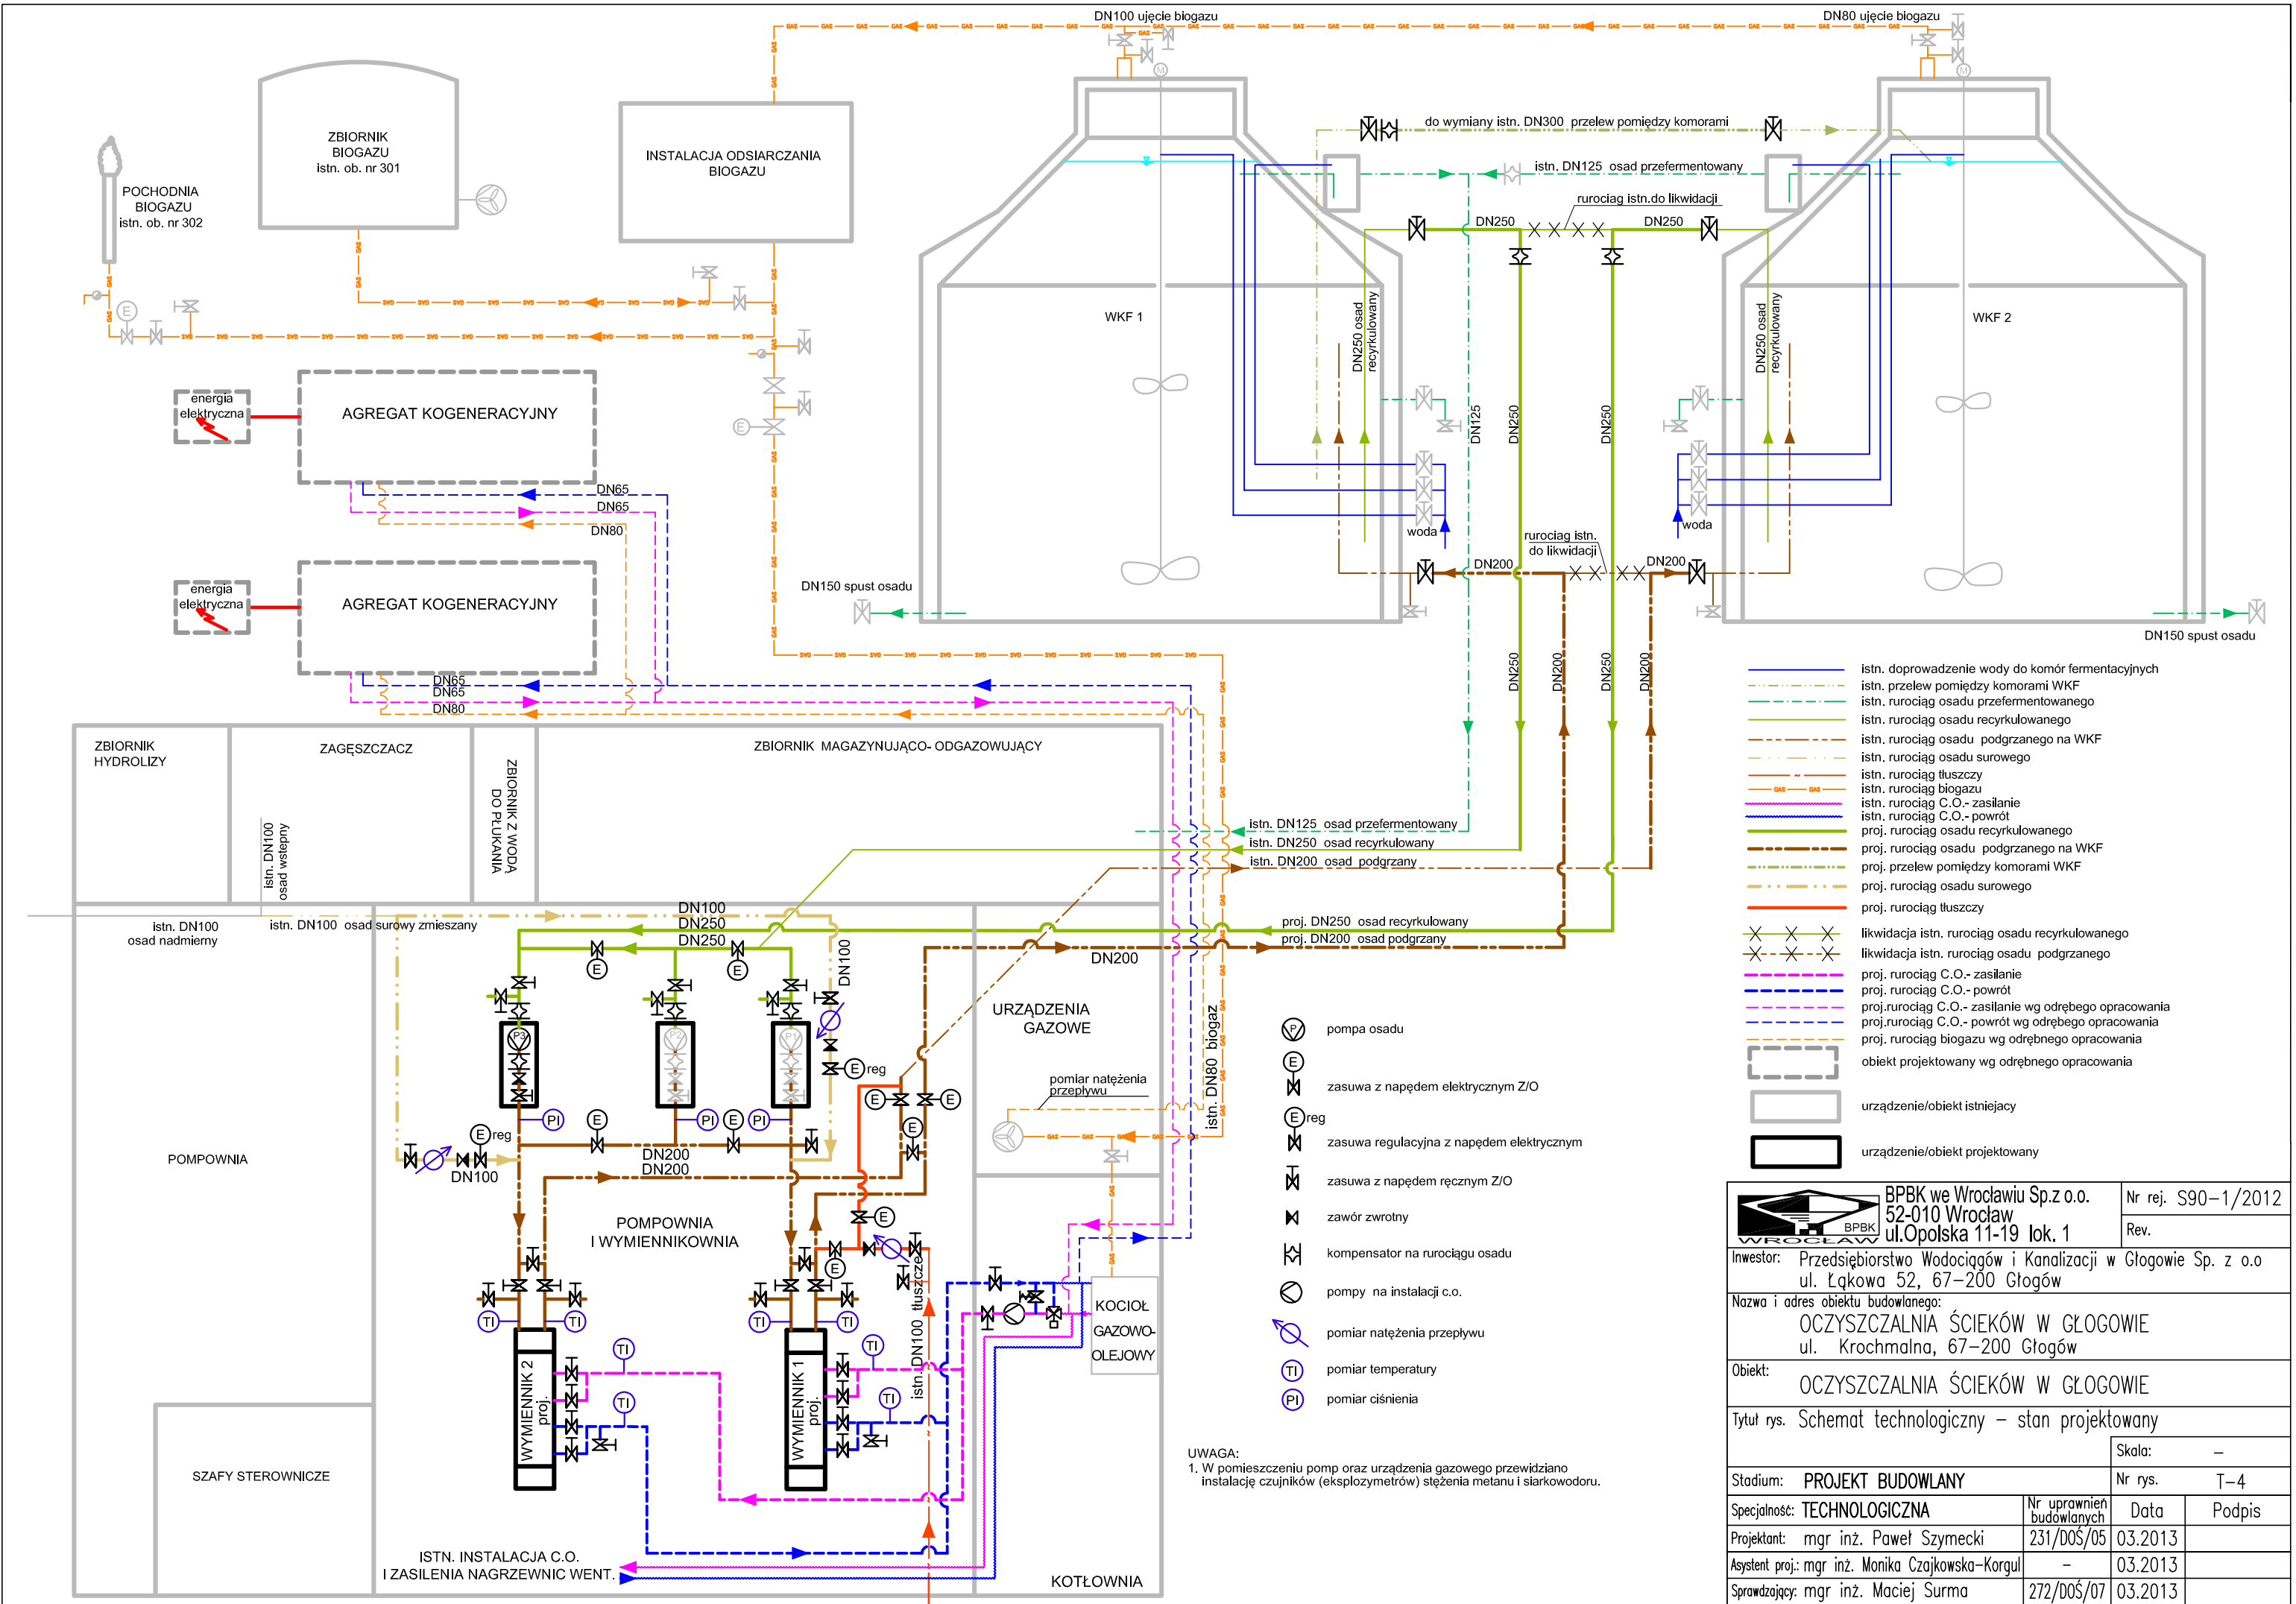 DN100 ujęcie biogazu
DN80 ujęcie biogazu
ZBIORNIK
BIOGAZU
istn. ob. nr 301
POCHODNIA
BIOGAZU
istn. ob. nr 302
INSTALACJA ODSIARCZANIA
BIOGAZU
M
M
do wymiany istn. DN300 przelew pomiędzy komorami
istn. DN125 osad przefermentowany
rurociag istn.do likwidacji
DN250
DN250
WKF 1
WKF 2
DN250 osad
recyrkulowany
DN250 osad
recyrkulowany
E
E
energia
elektryczna
AGREGAT KOGENERACYJNY
DN65
DN65
DN80
DN125
DN250
DN250
woda
woda
rurociag istn.
do likwidacji
DN200
DN200
energia
elektryczna
AGREGAT KOGENERACYJNY
DN65
DN65
DN80
DN150 spust osadu
DN150 spust osadu
DN250
DN200
DN250
DN200
istn. doprowadzenie wody do komór fermentacyjnych
istn. przelew pomiędzy komorami WKF
istn. rurociąg osadu przefermentowanego
istn. rurociąg osadu recyrkulowanego
istn. rurociąg osadu podgrzanego na WKF
istn. rurociąg osadu surowego
istn. rurociąg tłuszczy
GAS GAS istn. rurociąg biogazu
istn. rurociąg C.O.- zasilanie
istn. rurociąg C.O.- powrót
proj. rurociąg osadu recyrkulowanego
proj. rurociąg osadu podgrzanego na WKF
proj. przelew pomiędzy komorami WKF
proj. rurociąg osadu surowego
proj. rurociąg tłuszczy
likwidacja istn. rurociąg osadu recyrkulowanego
likwidacja istn. rurociąg osadu podgrzanego
proj. rurociąg C.O.- zasilanie
proj. rurociąg C.O.- powrót
proj.rurociąg C.O.- zasilanie wg odrębego opracowania
proj.rurociąg C.O.- powrót wg odrębego opracowania
proj. rurociąg biogazu wg odrębnego opracowania
obiekt projektowany wg odrębnego opracowania
urządzenie/obiekt istniejacy
urządzenie/obiekt projektowany
ZBIORNIK
HYDROLIZY
ZAGĘSZCZACZ
ZBIORNIK Z WODĄ
DO PŁUKANIA
ZBIORNIK MAGAZYNUJĄCO- ODGAZOWUJĄCY
istn. DN100
osad wstepny
istn. DN125 osad przefermentowany
istn. DN250 osad recyrkulowany
istn. DN200 osad podgrzany
istn. DN100
osad nadmierny
istn. DN100 osad surowy zmieszany
DN100
DN250
DN250
DN100
proj. DN250 osad recyrkulowany
proj. DN200 osad podgrzany
DN200
E
E
P3
P2
P1
E reg
URZĄDZENIA
GAZOWE
istn. DN80 biogaz
pomiar natężenia
przepływu
PI
PI
PI
E
E
E
E
E
E reg
DN100
DN200
DN200
POMPOWNIA
POMPOWNIA
I WYMIENNIKOWNIA
E
E
TI
TI
TI
TI
TI
TI
TI
TI
WYMIENNIK 2
proj.
WYMIENNIK 1
proj.
istn. DN100 tłuszcze
KOCIOŁ
GAZOWO-
OLEJOWY
SZAFY STEROWNICZE
ISTN. INSTALACJA C.O.
I ZASILENIA NAGRZEWNIC WENT.
KOTŁOWNIA
P pompa osadu
E
zasuwa z napędem elektrycznym Z/O
E reg
zasuwa regulacyjna z napędem elektrycznym
zasuwa z napędem ręcznym Z/O
zawór zwrotny
kompensator na rurociągu osadu
pompy na instalacji c.o.
pomiar natężenia przepływu
TI pomiar temperatury
PI pomiar ciśnienia
UWAGA:
1. W pomieszczeniu pomp oraz urządzenia gazowego przewidziano
instalację czujników (eksplozymetrów) stężenia metanu i siarkowodoru.
BPBK
WROCŁAW
BPBK we Wrocławiu Sp.z o.o.
52-010 Wrocław
ul.Opolska 11-19 lok. 1
Nr rej. S90-1/2012
Rev.
Inwestor: Przedsiębiorstwo Wodociągów i Kanalizacji w Głogowie Sp. z o.o
ul. Łąkowa 52, 67-200 Głogów
Nazwa i adres obiektu budowlanego:
OCZYSZCZALNIA ŚCIEKÓW W GŁOGOWIE
ul. Krochmalna, 67-200 Głogów
Obiekt:
OCZYSZCZALNIA ŚCIEKÓW W GŁOGOWIE
Tytuł rys. Schemat technologiczny - stan projektowany
Skala: -
Stadium: PROJEKT BUDOWLANY
Nr rys. T-4
Specjalność: TECHNOLOGICZNA
Nr uprawnień
budowlanych
Data
Podpis
Projektant: mgr inż. Paweł Szymecki 231/DOŚ/05 03.2013
Asystent proj.: mgr inż. Monika Czajkowska-Korgul - 03.2013
Sprawdzający: mgr inż. Maciej Surma 272/DOŚ/07 03.2013